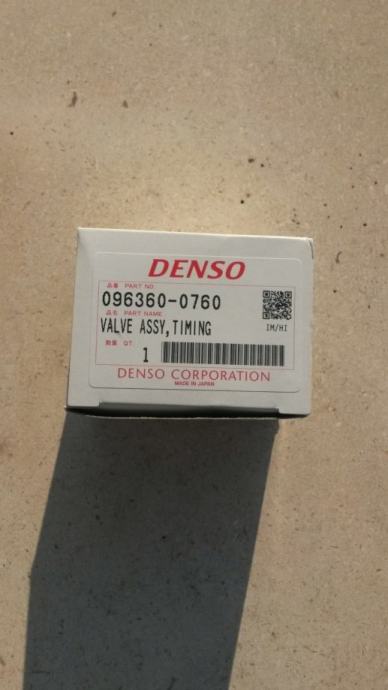 DENSO
品番 PART NO
096360-0760
品名 PART NAME
VALVE ASSY,TIMING
IM/HI
数量 QT
1
DENSO CORPORATION
MADE IN JAPAN